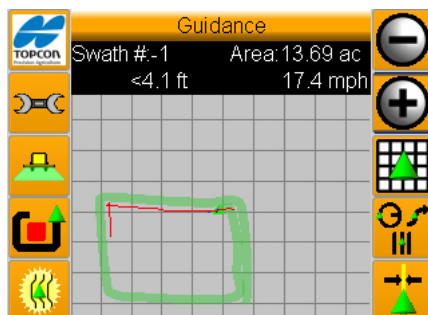 Guidance
TOPCON
Precision Agriculture
Swath #:-1 Area:13.69 ac
<4.1 ft 17.4 mph